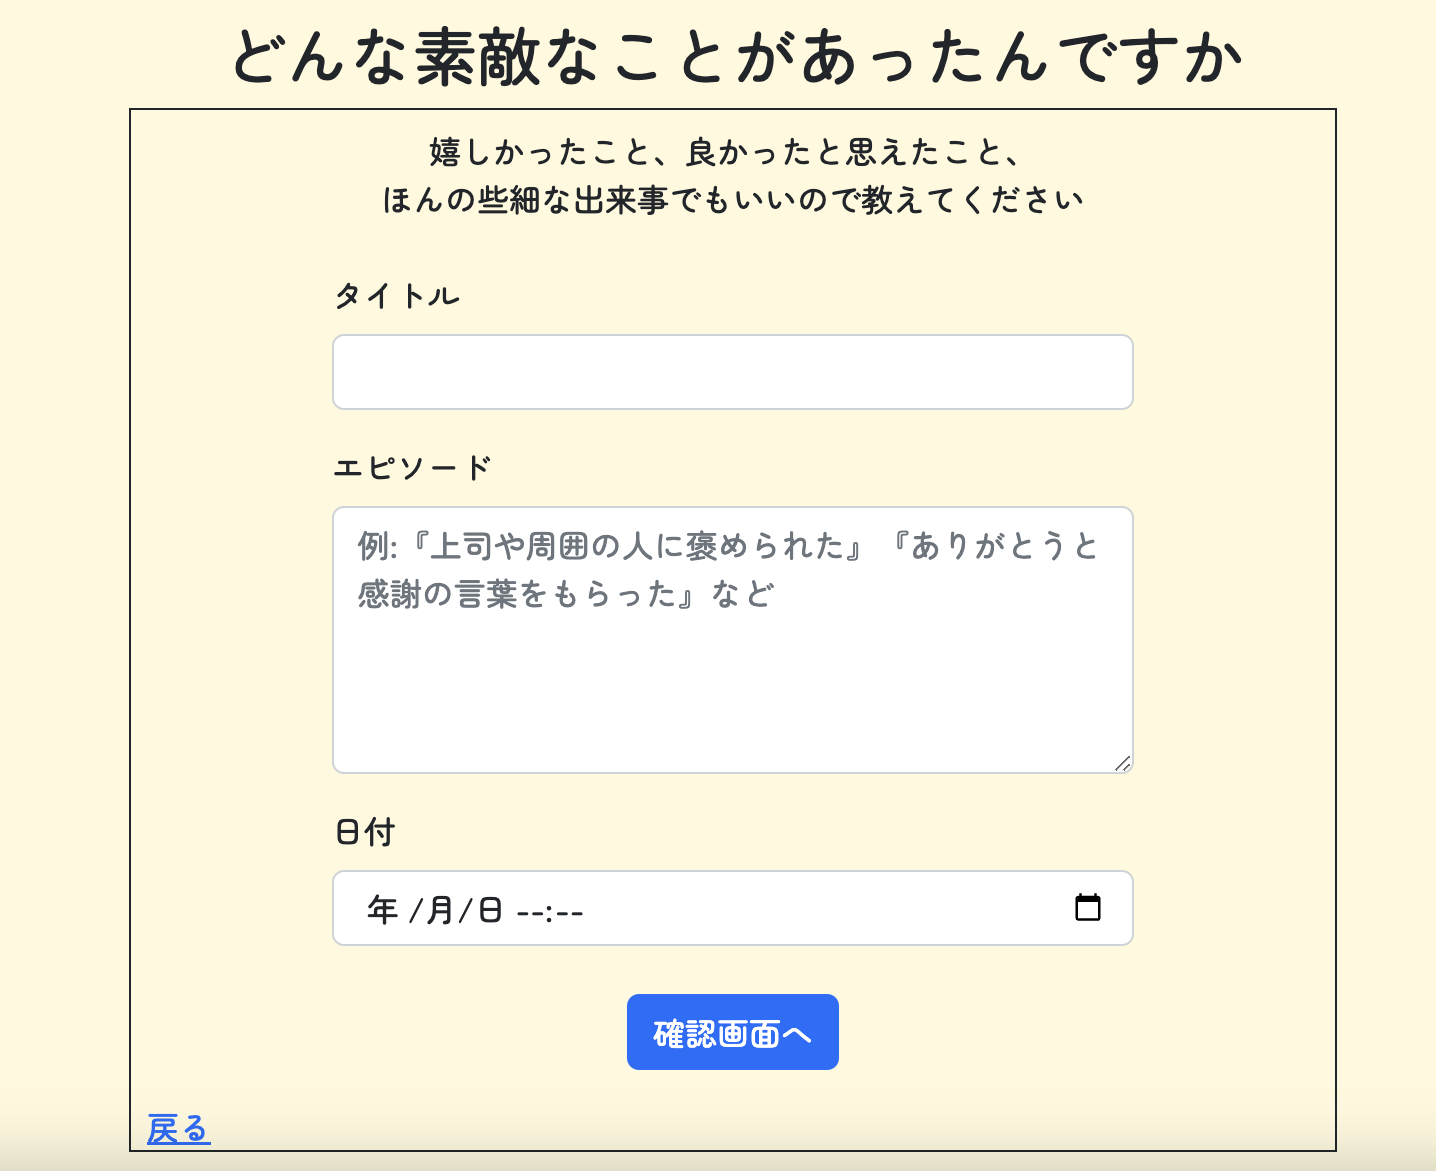 どんな素敵なことがあったんですか
嬉しかったこと、良かったと思えたこと、
ほんの些細な出来事でもいいので教えてください
タイトル
エピソード
例:『上司や周囲の人に褒められた』『ありがとうと
感謝の言葉をもらった』など
日付
年 /月/日 --:--
確認画面へ
戻る